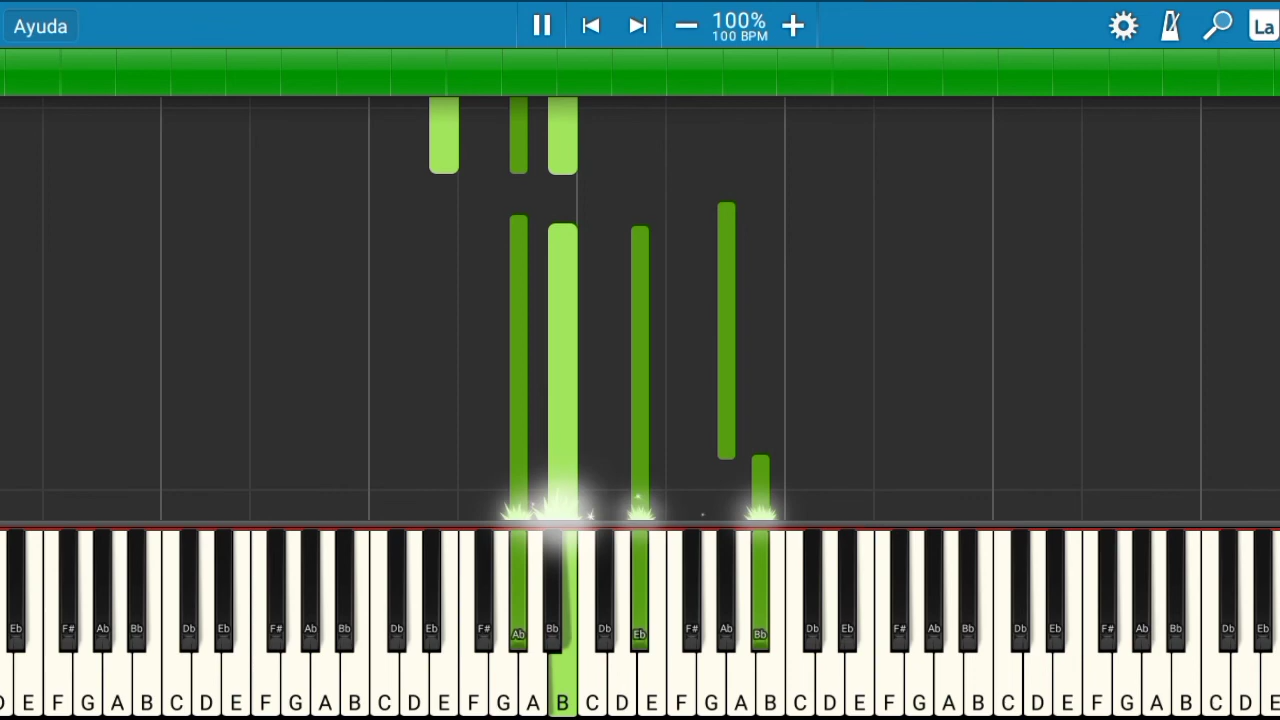 Ayuda
100%
100 BPM
La
Eb F# Ab Bb Db Eb F# Ab Bb Db Eb F# Ab Bb Db Eb F# Ab Bb Db Eb F# Ab Bb Db Eb F# Ab Bb Db Eb
D E F G A B C D E F G A B C D E F G A B C D E F G A B C D E F G A B C D E F G A B C D E